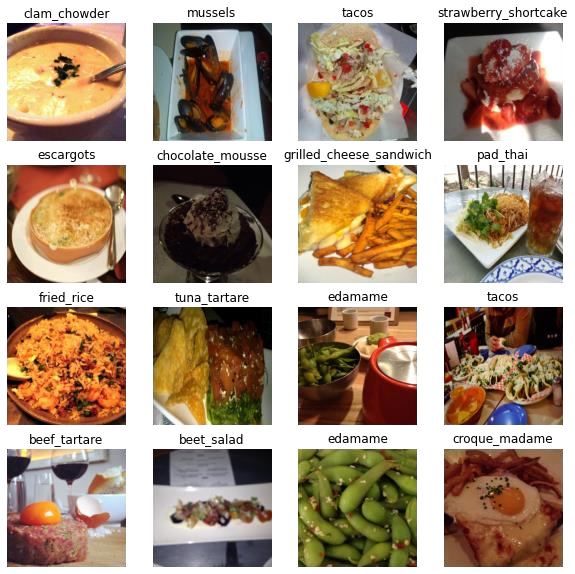 clam_chowder
mussels
tacos
strawberry_shortcake
escargots
chocolate_mousse
grilled_cheese_sandwich
pad_thai
fried_rice
tuna_tartare
edamame
tacos
beef_tartare
beet_salad
edamame
croque_madame